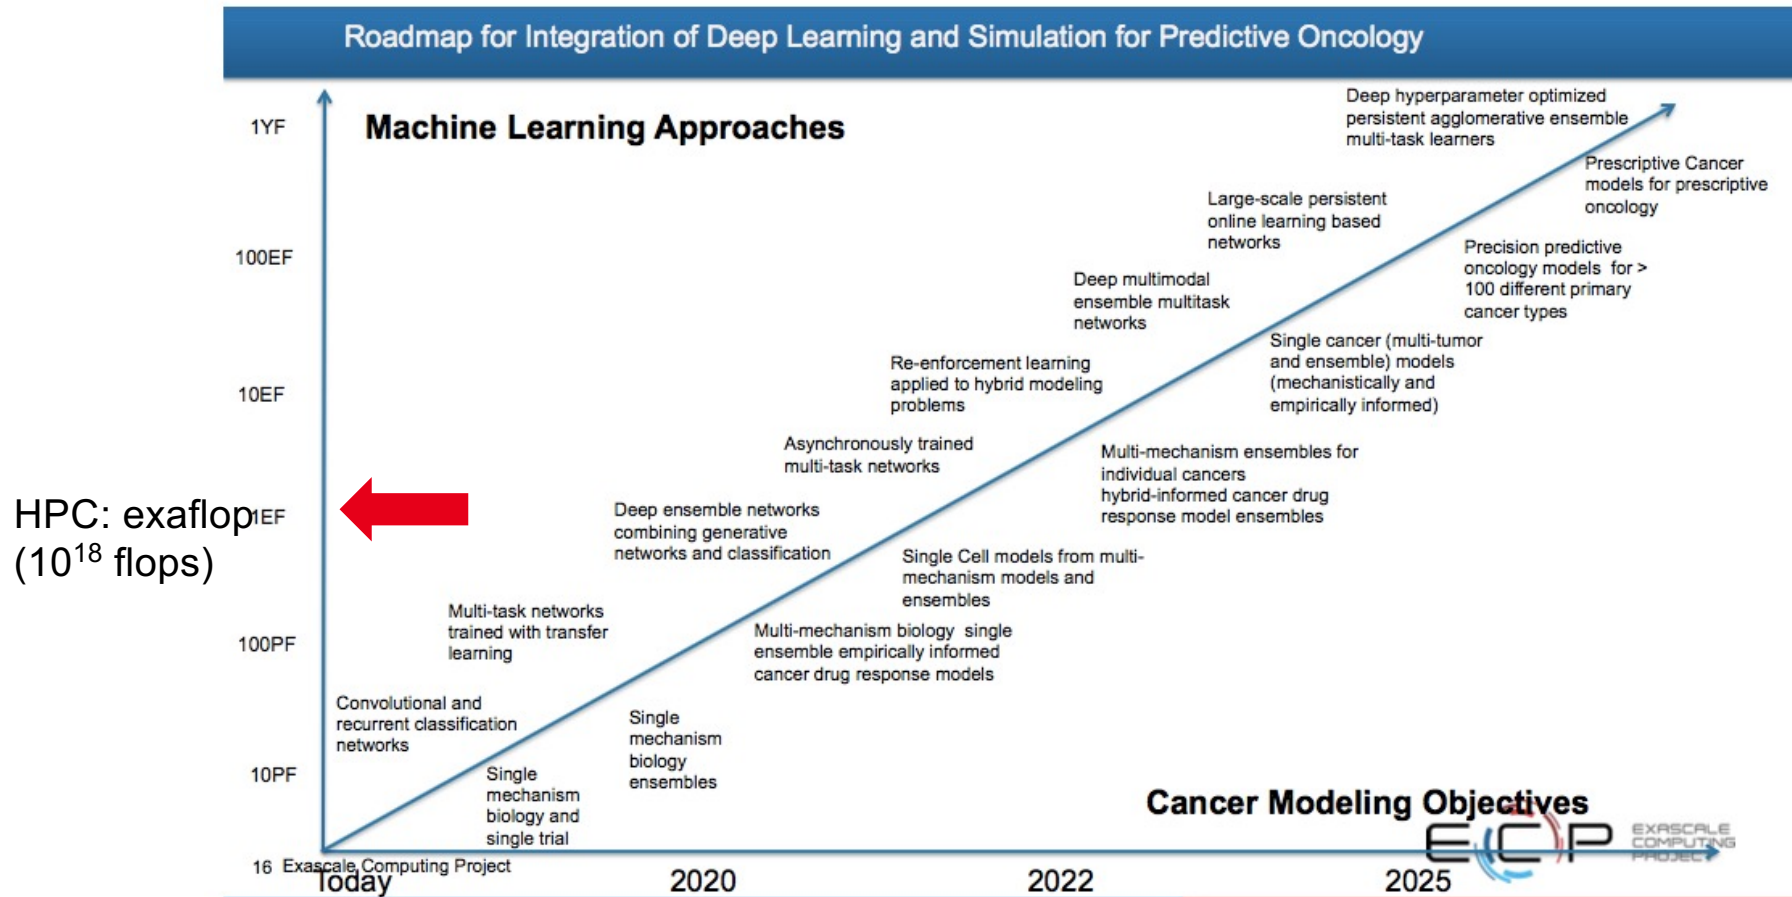 Roadmap for Integration of Deep Learning and Simulation for Predictive Oncology
Machine Learning Approaches
1YF
100EF
10EF
1EF
100PF
10PF
HPC: exaflop
(10¹⁸ flops)
Deep hyperparameter optimized
persistent agglomerative ensemble
multi-task learners
Prescriptive Cancer
models for prescriptive
oncology
Large-scale persistent
online learning based
networks
Precision predictive
oncology models for >
100 different primary
cancer types
Deep multimodal
ensemble multitask
networks
Single cancer (multi-tumor
and ensemble) models
(mechanistically and
empirically informed)
Re-enforcement learning
applied to hybrid modeling
problems
Asynchronously trained
multi-task networks
Multi-mechanism ensembles for
individual cancers
hybrid-informed cancer drug
response model ensembles
Deep ensemble networks
combining generative
networks and classification
Single Cell models from multi-
mechanism models and
ensembles
Multi-task networks
trained with transfer
learning
Multi-mechanism biology single
ensemble empirically informed
cancer drug response models
Convolutional and
recurrent classification
networks
Single
mechanism
biology
ensembles
Single
mechanism
biology and
single trial
Cancer Modeling Objectives
ECP
EXASCALE
COMPUTING
PROJECT
16 Exascale Computing Project
Today
2020
2022
2025